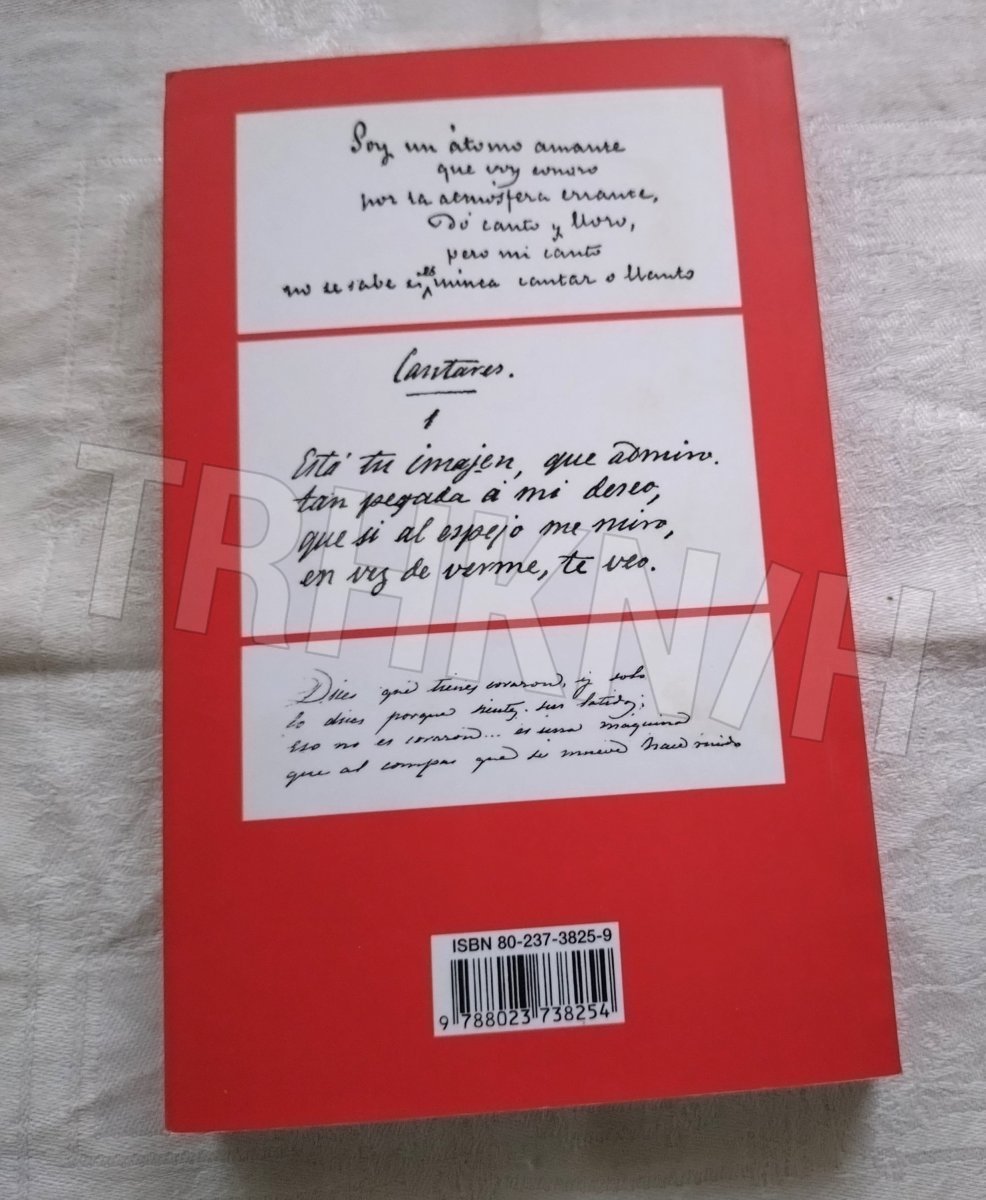 Soy un átomo amante
que voy sonoro
por la atmósfera errante,
Dó canto y lloro,
pero mi canto
no se sabe si es nunca cantar o llanto
Cantares.
1
Está tu imajen, que admiro.
tan pegada á mi deseo,
que si al espejo me miro,
en vez de verme, te veo.
Dices que tienes corazon, y solo
lo dices porque sientes sus latidos;
Eso no es corazon... es una máquina
que al compas que se mueve hace ruido
ISBN 80-237-3825-9
9 788023 738254
TRHKNIH